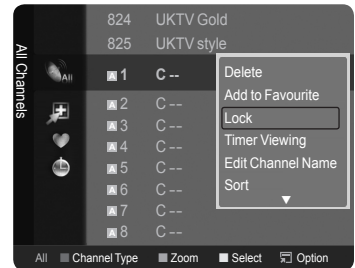 All Channels
824 UKTV Gold
825 UKTV style
All
A 1 C --
A 2 C --
A 3 C --
A 4 C --
A 5 C --
A 6 C --
A 7 C --
A 8 C --
Delete
Add to Favourite
Lock
Timer Viewing
Edit Channel Name
Sort
All Channel Type Zoom Select Option